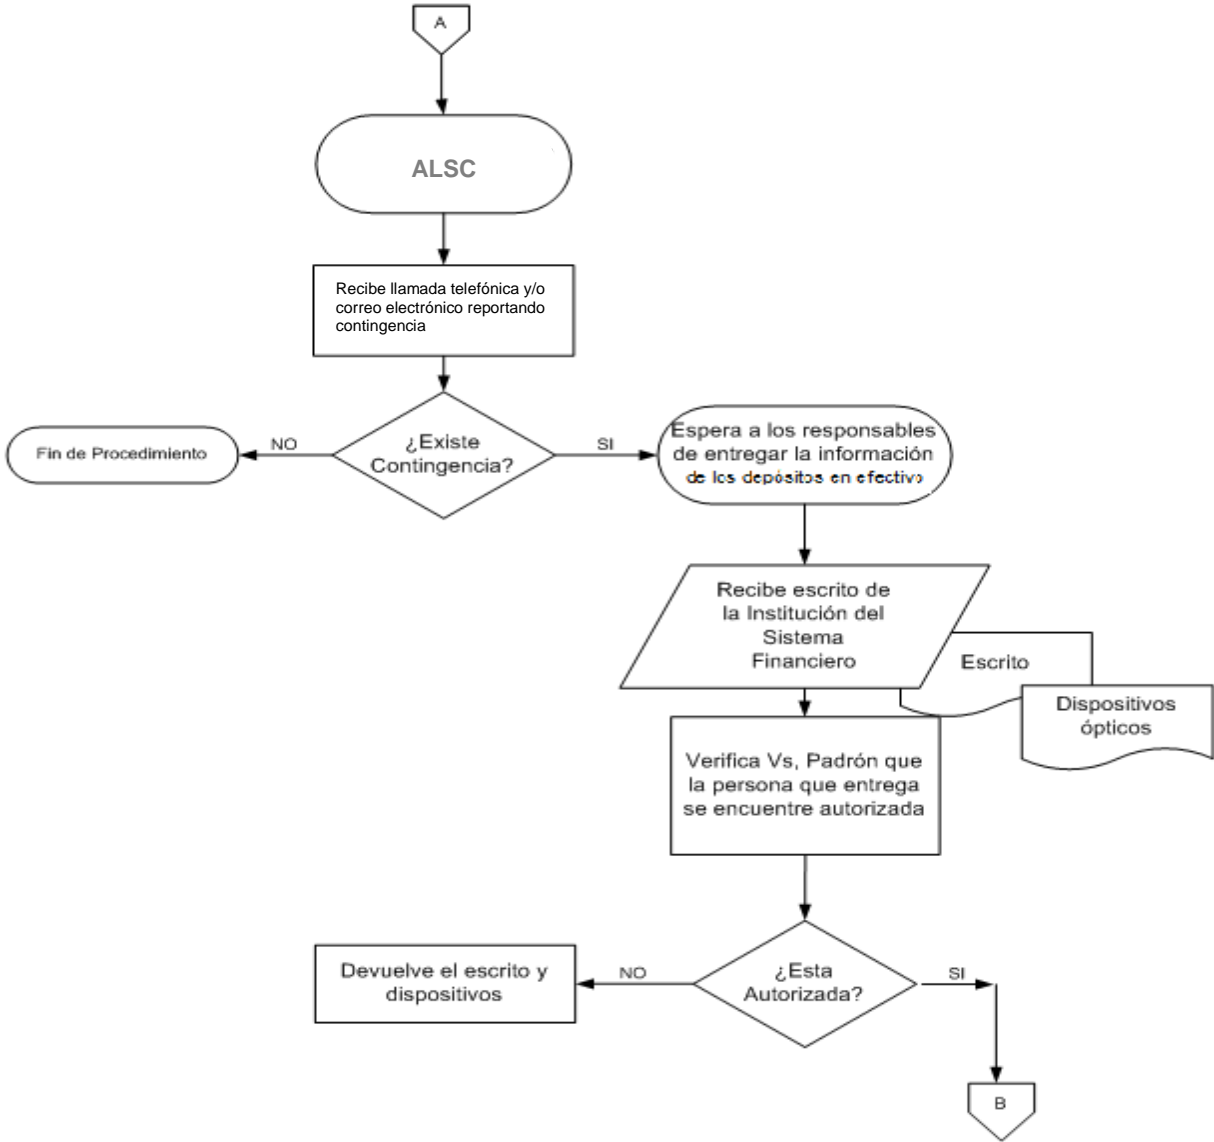 A
ALSC
Recibe llamada telefónica y/o
correo electrónico reportando
contingencia
Fin de Procedimiento
NO
¿Existe
Contingencia?
SI
Espera a los responsables
de entregar la información
de los depósitos en efectivo
Recibe escrito de
la Institución del
Sistema
Financiero
Escrito
Dispositivos
ópticos
Verifica Vs, Padrón que
la persona que entrega
se encuentre autorizada
Devuelve el escrito y
dispositivos
NO
¿Esta
Autorizada?
SI
B